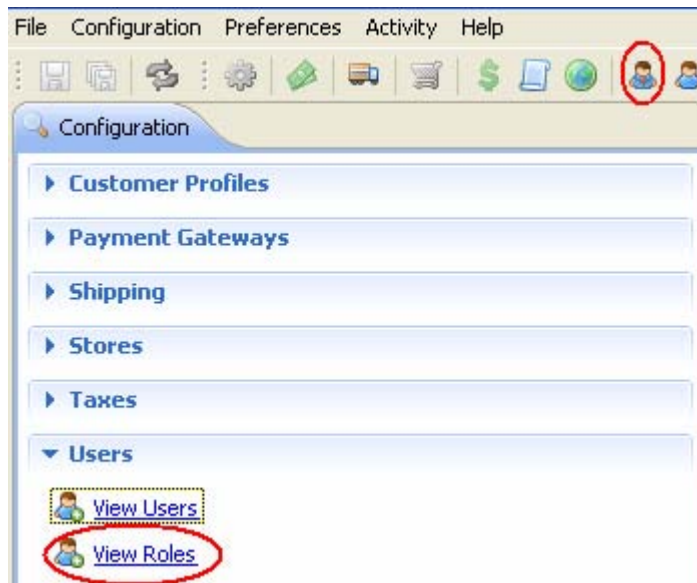 File Configuration Preferences Activity Help
Configuration
Customer Profiles
Payment Gateways
Shipping
Stores
Taxes
Users
View Users
View Roles